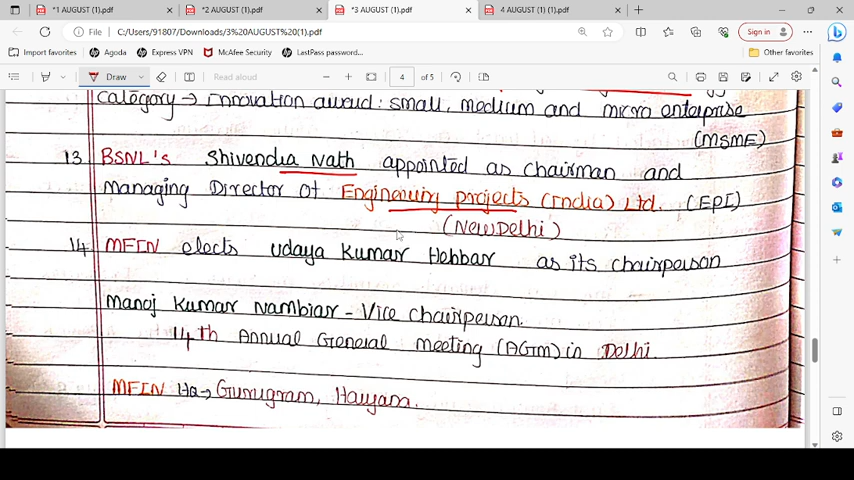 *1 AUGUST (1).pdf
*2 AUGUST (1).pdf
*3 AUGUST (1).pdf
4 AUGUST (1) (1).pdf
File
C:/Users/91807/Downloads/3%20AUGUST%20(1).pdf
Sign in
Import favorites
Agoda
Express VPN
McAfee Security
LastPass password...
Other favorites
Draw
Read aloud
4 of 5
Category → innovation award: small, medium and micro enterprise
(MSME)
13 BSNL's Shivendra Nath appointed as chairman and
Managing Director of Engineering projects (India) Ltd. (EPI)
(New Delhi)
14 MFIN elects Udaya Kumar Hebbar as its chairperson
Manoj Kumar Nambiar - Vice Chairperson.
14th Annual General meeting (AGM) in Delhi
MFIN HQ → Gurugram, Haryana.